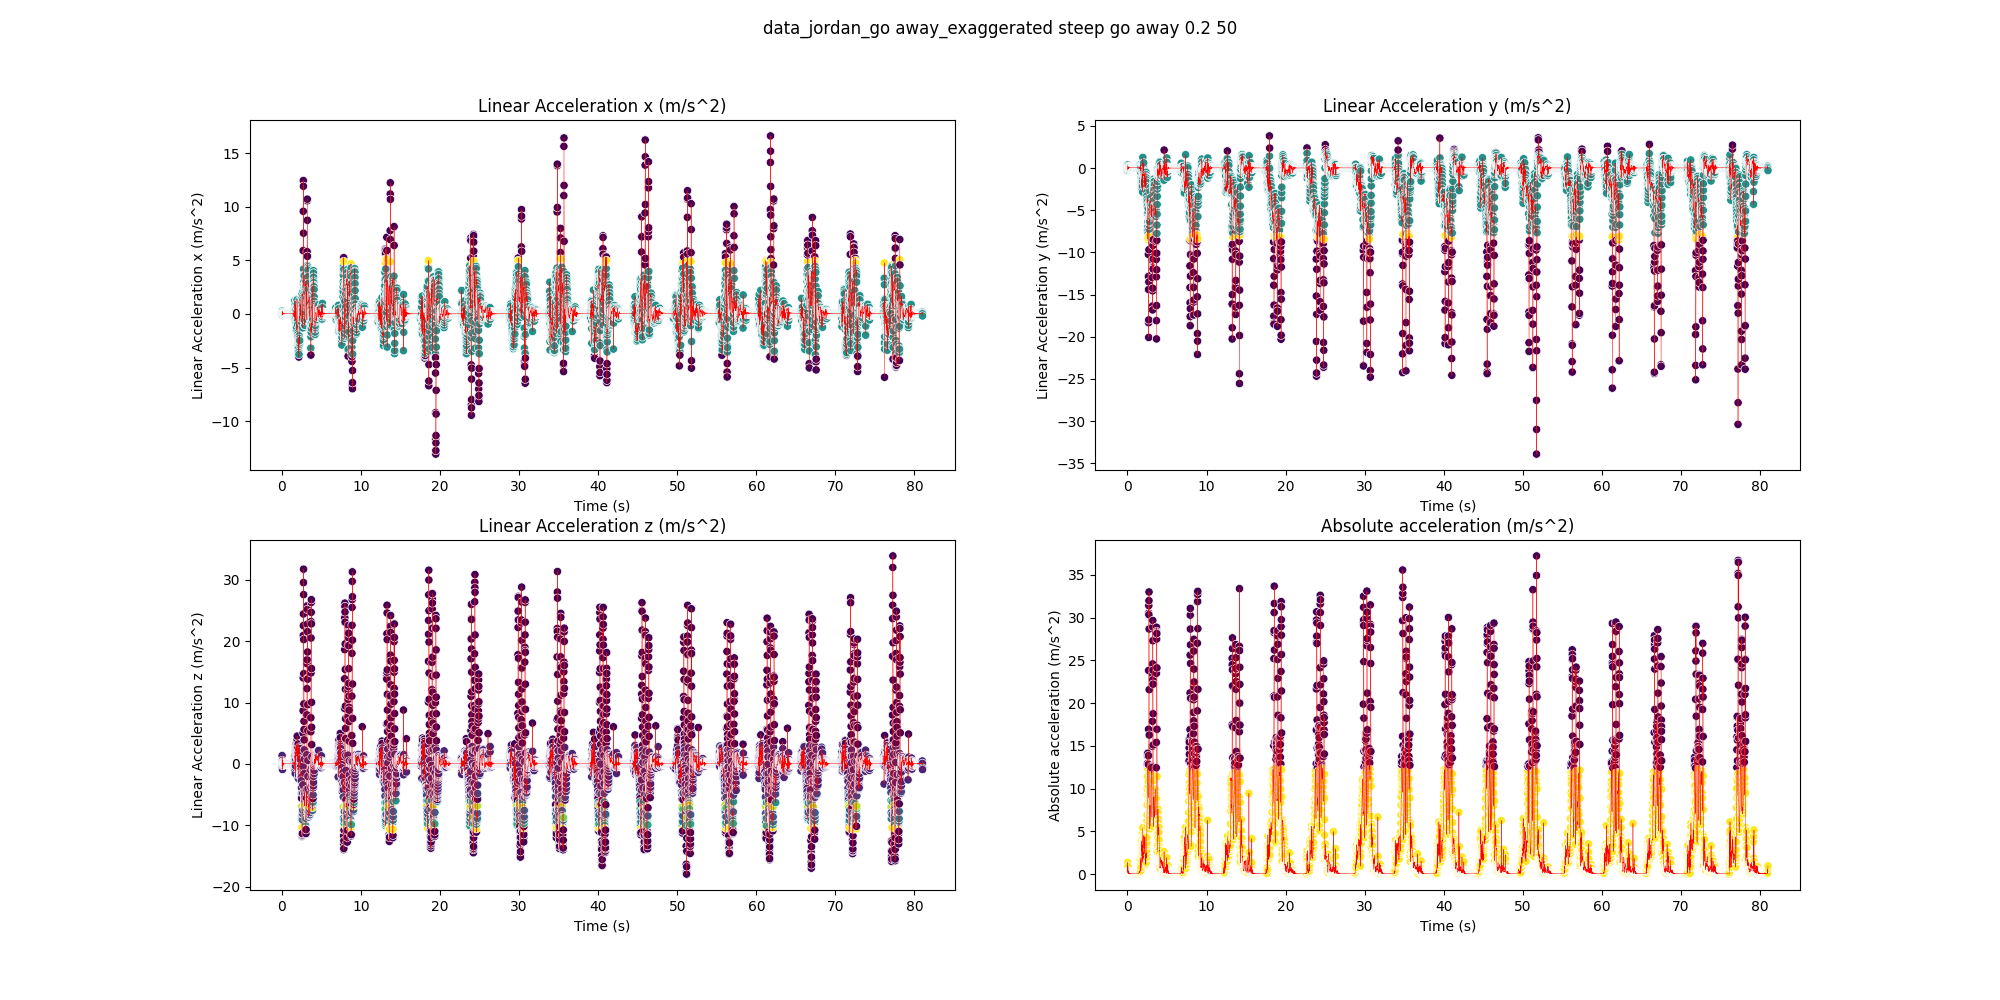 data_jordan_go away_exaggerated steep go away 0.2 50
Linear Acceleration x (m/s^2)
Linear Acceleration x (m/s^2)
15
10
5
0
−5
−10
0 10 20 30 40 50 60 70 80
Time (s)
Linear Acceleration y (m/s^2)
Linear Acceleration y (m/s^2)
5
0
−5
−10
−15
−20
−25
−30
−35
0 10 20 30 40 50 60 70 80
Time (s)
Linear Acceleration z (m/s^2)
Linear Acceleration z (m/s^2)
30
20
10
0
−10
−20
0 10 20 30 40 50 60 70 80
Time (s)
Absolute acceleration (m/s^2)
Absolute acceleration (m/s^2)
35
30
25
20
15
10
5
0
0 10 20 30 40 50 60 70 80
Time (s)